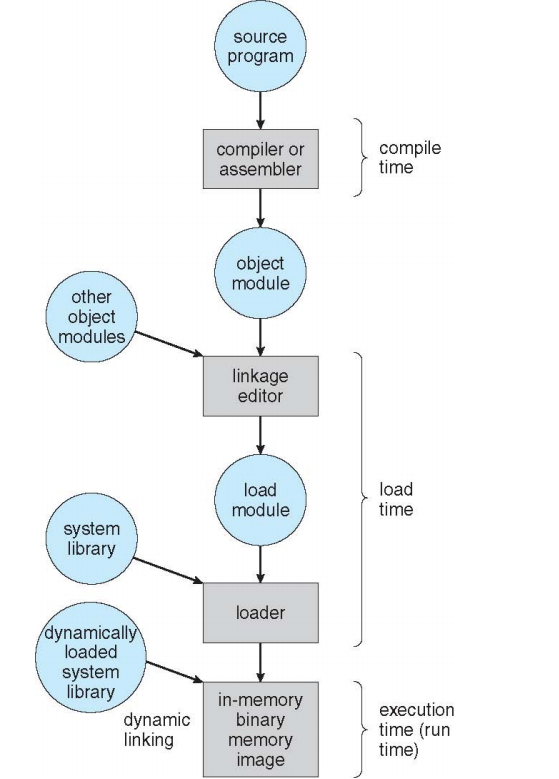 source
program
compiler or
assembler
compile
time
object
module
other
object
modules
linkage
editor
load
module
load
time
system
library
loader
dynamically
loaded
system
library
dynamic
linking
in-memory
binary
memory
image
execution
time (run
time)